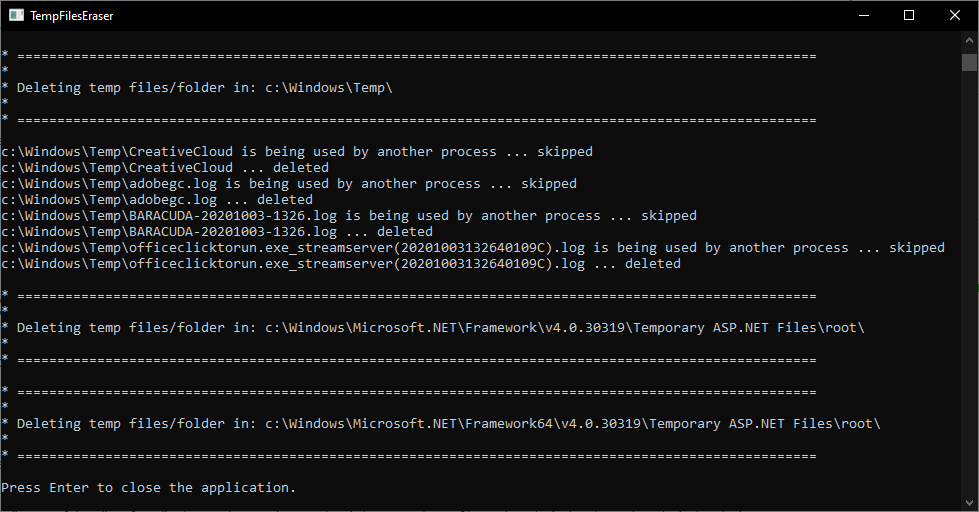 TempFilesEraser
* ====================================================================================================
*
* Deleting temp files/folder in: c:\Windows\Temp\
*
* ====================================================================================================
c:\Windows\Temp\CreativeCloud is being used by another process ... skipped
c:\Windows\Temp\CreativeCloud ... deleted
c:\Windows\Temp\adobegc.log is being used by another process ... skipped
c:\Windows\Temp\adobegc.log ... deleted
c:\Windows\Temp\BARACUDA-20201003-1326.log is being used by another process ... skipped
c:\Windows\Temp\BARACUDA-20201003-1326.log ... deleted
c:\Windows\Temp\officeclicktorun.exe_streamserver(20201003132640109C).log is being used by another process ... skipped
c:\Windows\Temp\officeclicktorun.exe_streamserver(20201003132640109C).log ... deleted
* ====================================================================================================
*
* Deleting temp files/folder in: c:\Windows\Microsoft.NET\Framework\v4.0.30319\Temporary ASP.NET Files\root\
*
* ====================================================================================================
* ====================================================================================================
*
* Deleting temp files/folder in: c:\Windows\Microsoft.NET\Framework64\v4.0.30319\Temporary ASP.NET Files\root\
*
* ====================================================================================================
Press Enter to close the application.